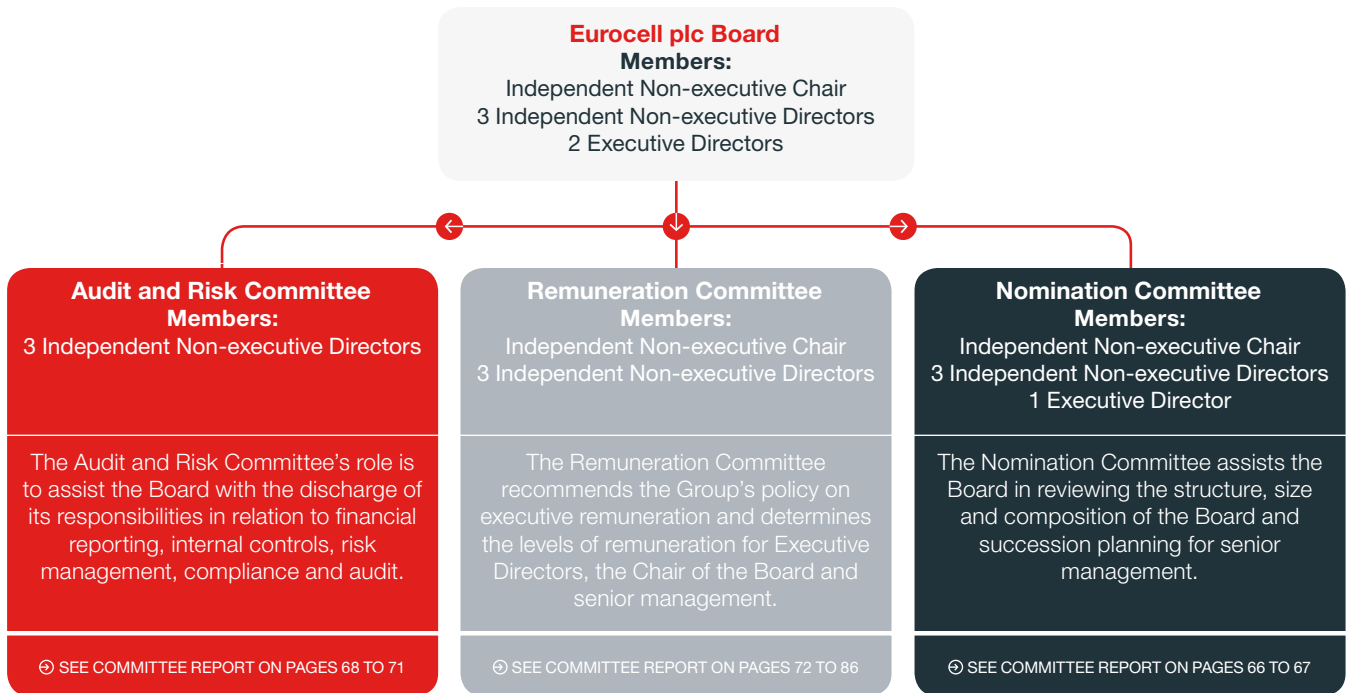 Eurocell plc Board
Members:
Independent Non-executive Chair
3 Independent Non-executive Directors
2 Executive Directors
Audit and Risk Committee
Members:
3 Independent Non-executive Directors
The Audit and Risk Committee’s role is
to assist the Board with the discharge of
its responsibilities in relation to financial
reporting, internal controls, risk
management, compliance and audit.
SEE COMMITTEE REPORT ON PAGES 68 TO 71
Remuneration Committee
Members:
Independent Non-executive Chair
3 Independent Non-executive Directors
The Remuneration Committee
recommends the Group’s policy on
executive remuneration and determines
the levels of remuneration for Executive
Directors, the Chair of the Board and
senior management.
SEE COMMITTEE REPORT ON PAGES 72 TO 86
Nomination Committee
Members:
Independent Non-executive Chair
3 Independent Non-executive Directors
1 Executive Director
The Nomination Committee assists the
Board in reviewing the structure, size
and composition of the Board and
succession planning for senior
management.
SEE COMMITTEE REPORT ON PAGES 66 TO 67